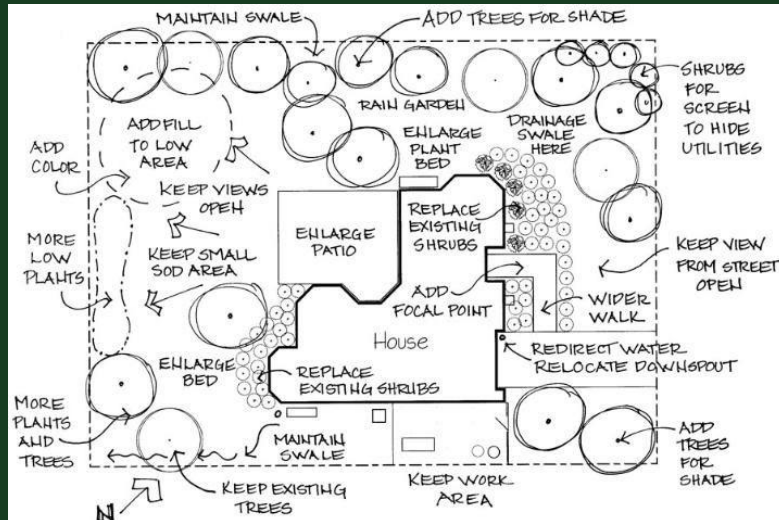 MAINTAIN SWALE
ADD TREES FOR SHADE
SHRUBS
FOR
SCREEN
TO HIDE
UTILITIES
RAIN GARDEN
ADD FILL
TO LOW
AREA
ENLARGE
PLANT
BED
DRAINAGE
SWALE
HERE
ADD
COLOR
KEEP VIEWS
OPEN
MORE
LOW
PLANTS
ENLARGE
PATIO
REPLACE
EXISTING
SHRUBS
KEEP SMALL
SOD AREA
KEEP VIEW
FROM STREET
OPEN
ADD
FOCAL POINT
WIDER
WALK
House
ENLARGE
BED
REPLACE
EXISTING SHRUBS
REDIRECT WATER
RELOCATE DOWNSPOUT
MORE
PLANTS
AND
TREES
MAINTAIN
SWALE
ADD
TREES
FOR
SHADE
KEEP EXISTING
TREES
KEEP WORK
AREA
N